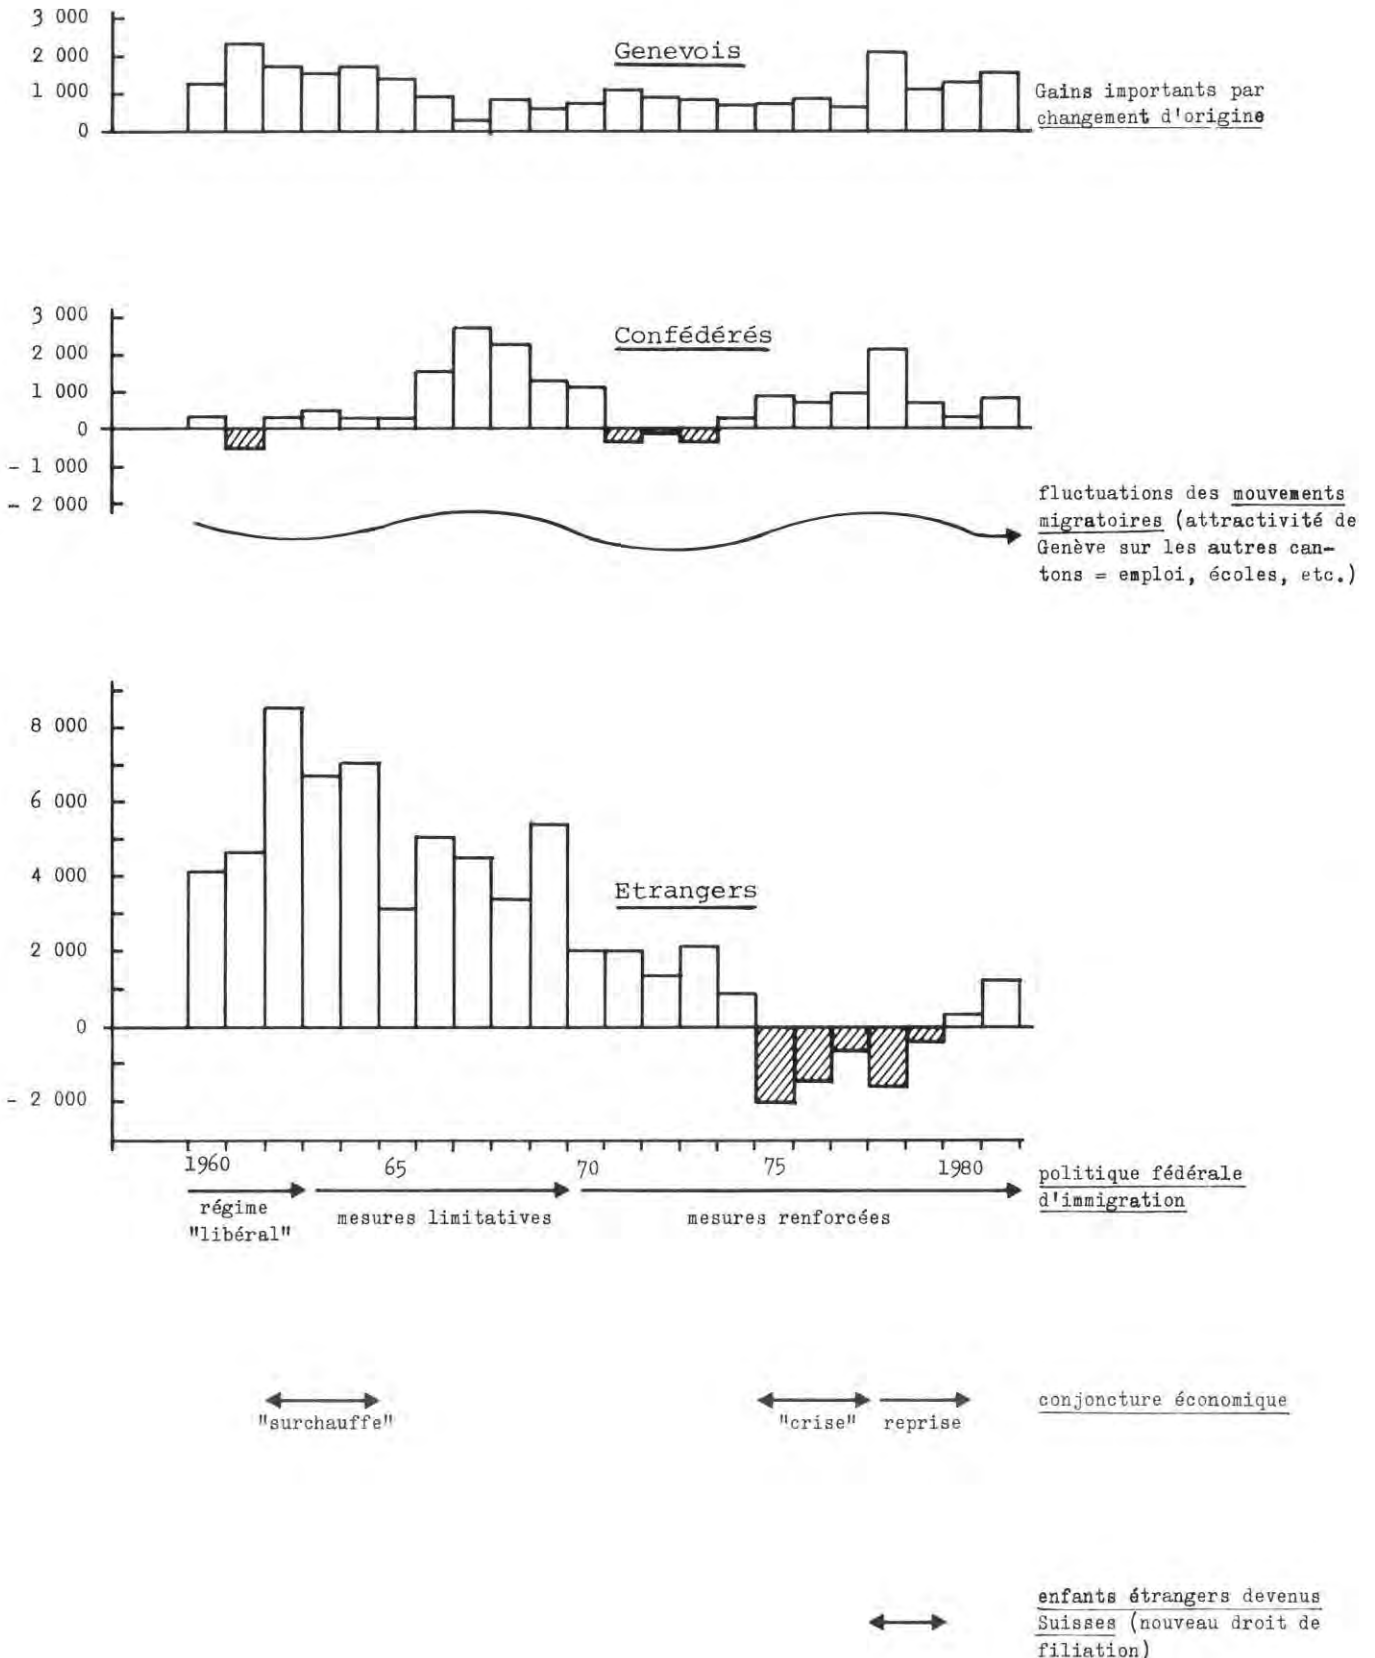 3 000
2 000
1 000
0
Genevois
Gains importants par
changement d'origine
3 000
2 000
1 000
0
- 1 000
- 2 000
Confédérés
fluctuations des mouvements
migratoires (attractivité de
Genève sur les autres can-
tons = emploi, écoles, etc.)
8 000
6 000
4 000
2 000
0
- 2 000
Etrangers
1960 65 70 75 1980
politique fédérale
d'immigration
régime
"libéral"
mesures limitatives
mesures renforcées
"surchauffe"
"crise"
reprise
conjoncture économique
enfants étrangers devenus
Suisses (nouveau droit de
filiation)